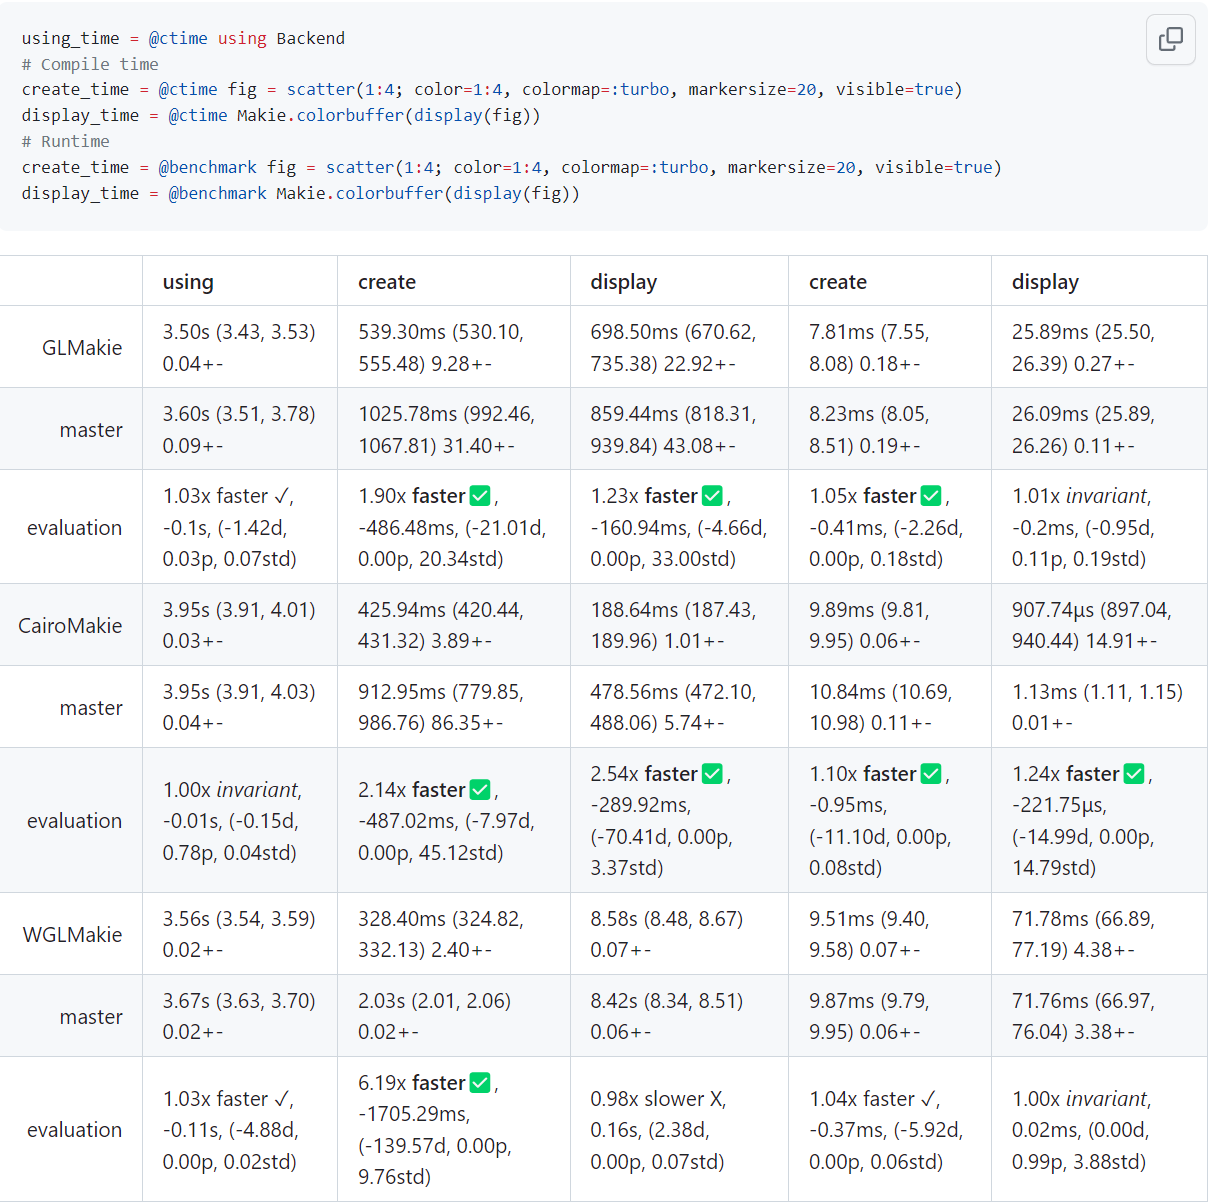 using_time = @ctime using Backend
# Compile time
create_time = @ctime fig = scatter(1:4; color=1:4, colormap=:turbo, markersize=20, visible=true)
display_time = @ctime Makie.colorbuffer(display(fig))
# Runtime
create_time = @benchmark fig = scatter(1:4; color=1:4, colormap=:turbo, markersize=20, visible=true)
display_time = @benchmark Makie.colorbuffer(display(fig))
using create display create display
GLMakie
3.50s (3.43, 3.53)
0.04+-
539.30ms (530.10,
555.48) 9.28+-
698.50ms (670.62,
735.38) 22.92+-
7.81ms (7.55,
8.08) 0.18+-
25.89ms (25.50,
26.39) 0.27+-
master
3.60s (3.51, 3.78)
0.09+-
1025.78ms (992.46,
1067.81) 31.40+-
859.44ms (818.31,
939.84) 43.08+-
8.23ms (8.05,
8.51) 0.19+-
26.09ms (25.89,
26.26) 0.11+-
evaluation
1.03x faster ✓,
-0.1s, (-1.42d,
0.03p, 0.07std)
1.90x faster✅,
-486.48ms, (-21.01d,
0.00p, 20.34std)
1.23x faster✅,
-160.94ms, (-4.66d,
0.00p, 33.00std)
1.05x faster✅,
-0.41ms, (-2.26d,
0.00p, 0.18std)
1.01x invariant,
-0.2ms, (-0.95d,
0.11p, 0.19std)
CairoMakie
3.95s (3.91, 4.01)
0.03+-
425.94ms (420.44,
431.32) 3.89+-
188.64ms (187.43,
189.96) 1.01+-
9.89ms (9.81,
9.95) 0.06+-
907.74μs (897.04,
940.44) 14.91+-
master
3.95s (3.91, 4.03)
0.04+-
912.95ms (779.85,
986.76) 86.35+-
478.56ms (472.10,
488.06) 5.74+-
10.84ms (10.69,
10.98) 0.11+-
1.13ms (1.11, 1.15)
0.01+-
evaluation
1.00x invariant,
-0.01s, (-0.15d,
0.78p, 0.04std)
2.14x faster✅,
-487.02ms, (-7.97d,
0.00p, 45.12std)
2.54x faster✅,
-289.92ms,
(-70.41d, 0.00p,
3.37std)
1.10x faster✅,
-0.95ms,
(-11.10d, 0.00p,
0.08std)
1.24x faster✅,
-221.75μs,
(-14.99d, 0.00p,
14.79std)
WGLMakie
3.56s (3.54, 3.59)
0.02+-
328.40ms (324.82,
332.13) 2.40+-
8.58s (8.48, 8.67)
0.07+-
9.51ms (9.40,
9.58) 0.07+-
71.78ms (66.89,
77.19) 4.38+-
master
3.67s (3.63, 3.70)
0.02+-
2.03s (2.01, 2.06)
0.02+-
8.42s (8.34, 8.51)
0.06+-
9.87ms (9.79,
9.95) 0.06+-
71.76ms (66.97,
76.04) 3.38+-
evaluation
1.03x faster ✓,
-0.11s, (-4.88d,
0.00p, 0.02std)
6.19x faster✅,
-1705.29ms,
(-139.57d, 0.00p,
9.76std)
0.98x slower X,
0.16s, (2.38d,
0.00p, 0.07std)
1.04x faster ✓,
-0.37ms, (-5.92d,
0.00p, 0.06std)
1.00x invariant,
0.02ms, (0.00d,
0.99p, 3.88std)